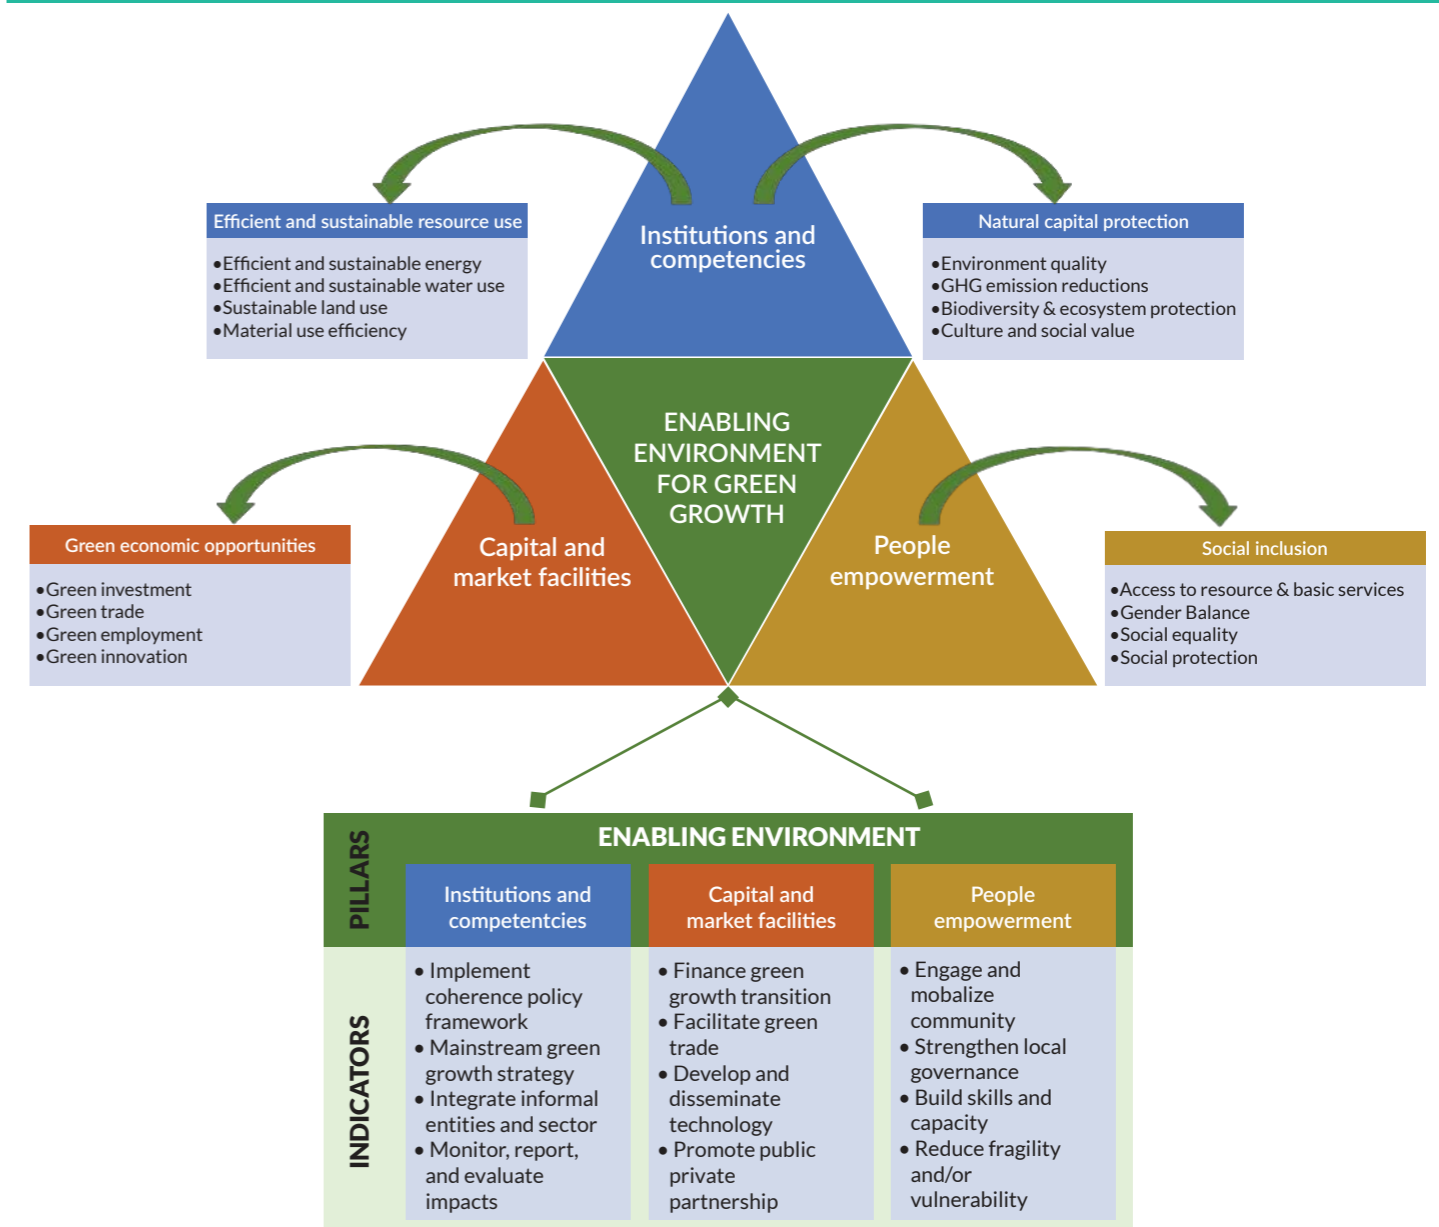 Institutions and
competencies
Efficient and sustainable resource use
•Efficient and sustainable energy
•Efficient and sustainable water use
•Sustainable land use
•Material use efficiency
Natural capital protection
•Environment quality
•GHG emission reductions
•Biodiversity & ecosystem protection
•Culture and social value
ENABLING
ENVIRONMENT
FOR GREEN
GROWTH
Capital and
market facilities
People
empowerment
Green economic opportunities
•Green investment
•Green trade
•Green employment
•Green innovation
Social inclusion
•Access to resource & basic services
•Gender Balance
•Social equality
•Social protection
PILLARS
ENABLING ENVIRONMENT
Institutions and
competentcies
Capital and
market facilities
People
empowerment
INDICATORS
• Implement
coherence policy
framework
• Mainstream green
growth strategy
• Integrate informal
entities and sector
• Monitor, report,
and evaluate
impacts
• Finance green
growth transition
• Facilitate green
trade
• Develop and
disseminate
technology
• Promote public
private
partnership
• Engage and
mobalize
community
• Strengthen local
governance
• Build skills and
capacity
• Reduce fragility
and/or
vulnerability